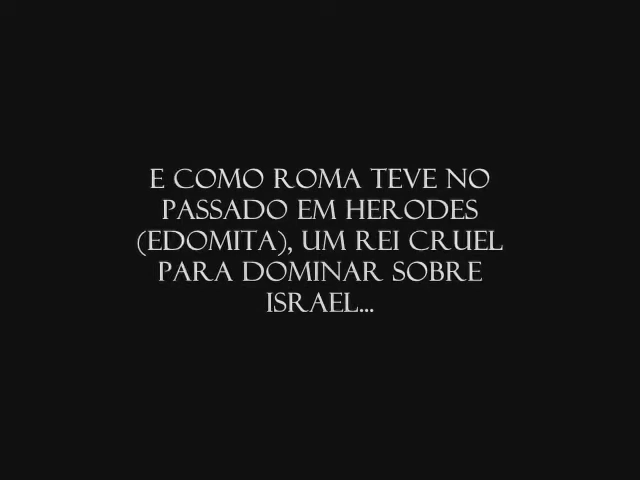 E COMO ROMA TEVE NO
PASSADO EM HERODES
(EDOMITA), UM REI CRUEL
PARA DOMINAR SOBRE
ISRAEL...